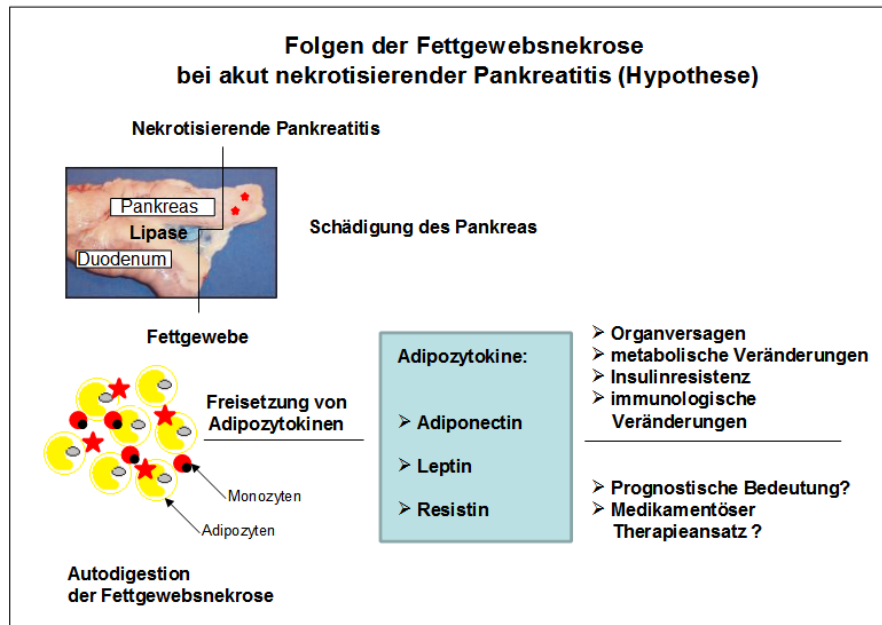 Folgen der Fettgewebsnekrose
bei akut nekrotisierender Pankreatitis (Hypothese)
Nekrotisierende Pankreatitis
Pankreas
Lipase
Duodenum
Schädigung des Pankreas
Fettgewebe
Freisetzung von
Adipozytokinen
Monozyten
Adipozyten
Autodigestion
der Fettgewebsnekrose
Adipozytokine:
➢ Adiponectin
➢ Leptin
➢ Resistin
➢ Organversagen
➢ metabolische Veränderungen
➢ Insulinresistenz
➢ immunologische
Veränderungen
➢ Prognostische Bedeutung?
➢ Medikamentöser
Therapieansatz ?